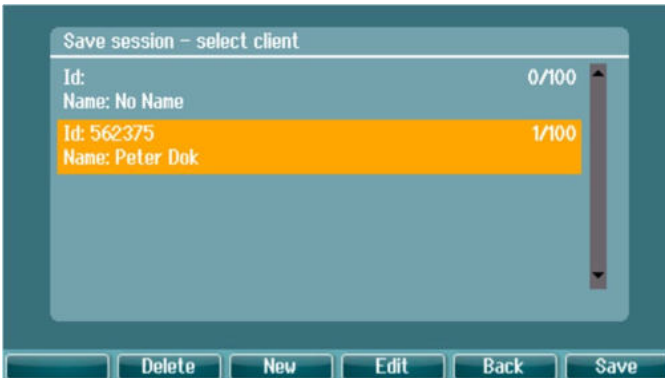 Save session - select client
Id: 0/100
Name: No Name
Id: 562375 1/100
Name: Peter Dok
Delete New Edit Back Save